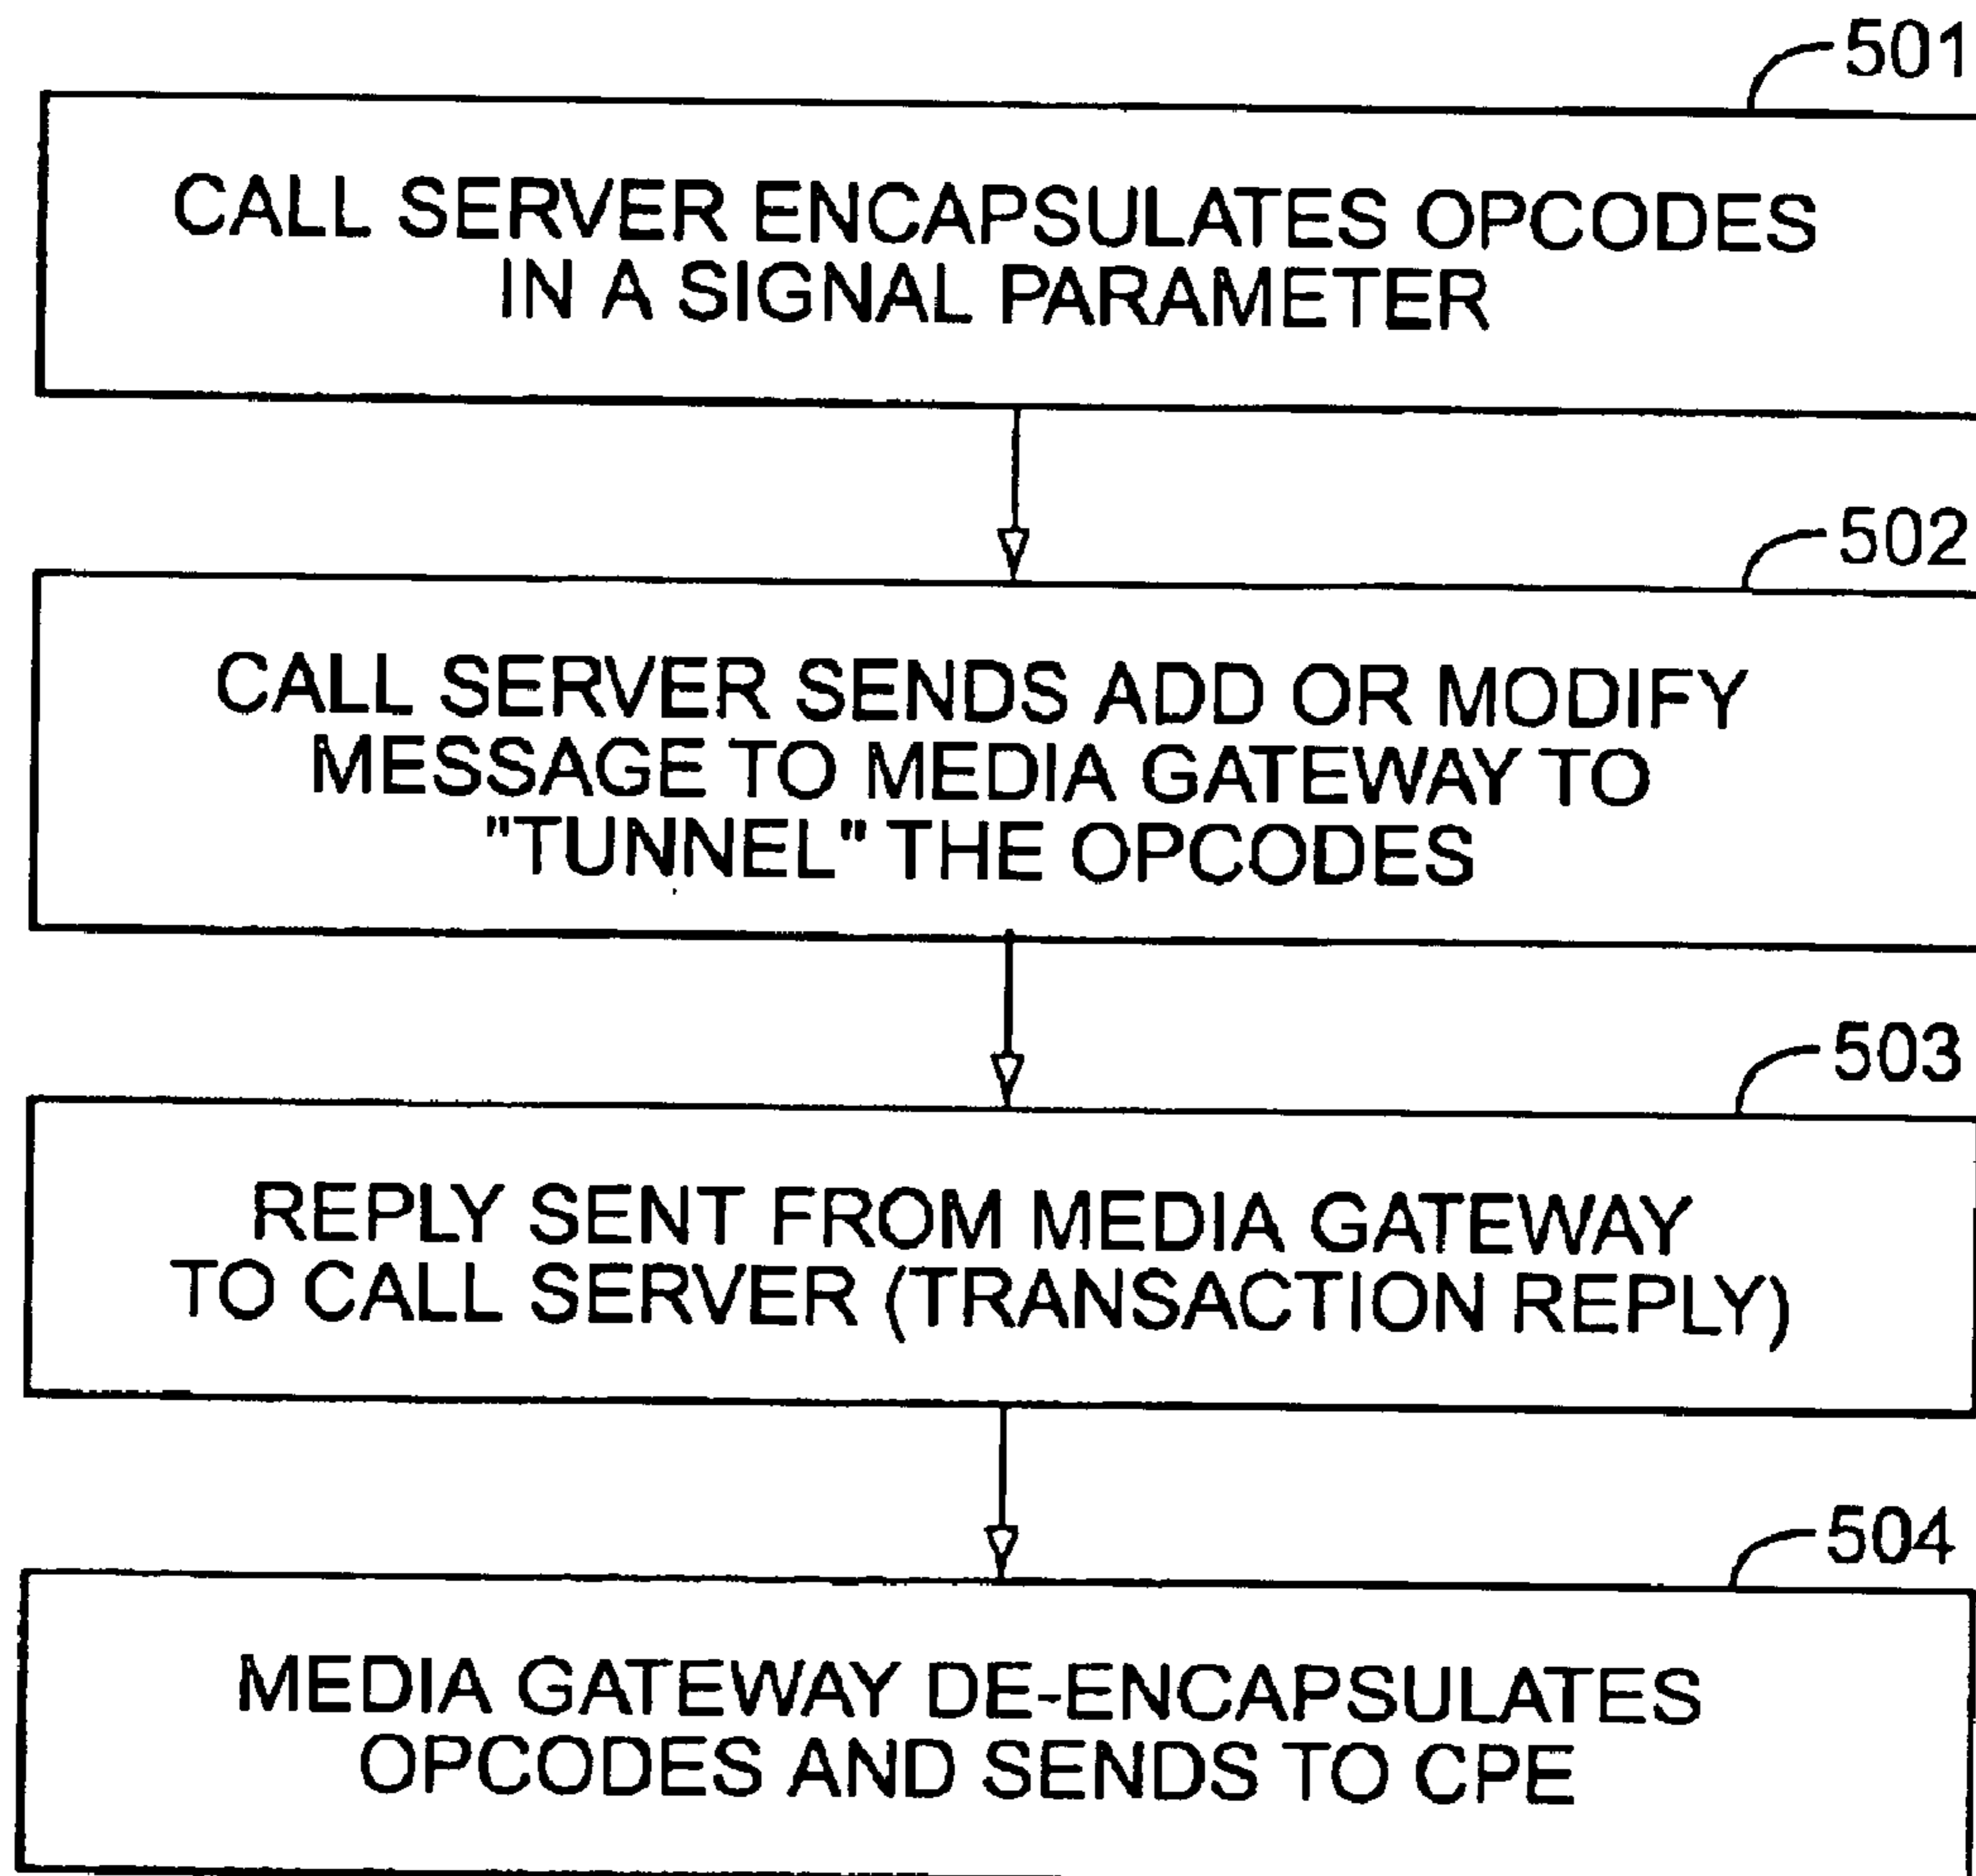 501
CALL SERVER ENCAPSULATES OPCODES
IN A SIGNAL PARAMETER
502
CALL SERVER SENDS ADD OR MODIFY
MESSAGE TO MEDIA GATEWAY TO
"TUNNEL" THE OPCODES
503
REPLY SENT FROM MEDIA GATEWAY
TO CALL SERVER (TRANSACTION REPLY)
504
MEDIA GATEWAY DE-ENCAPSULATES
OPCODES AND SENDS TO CPE